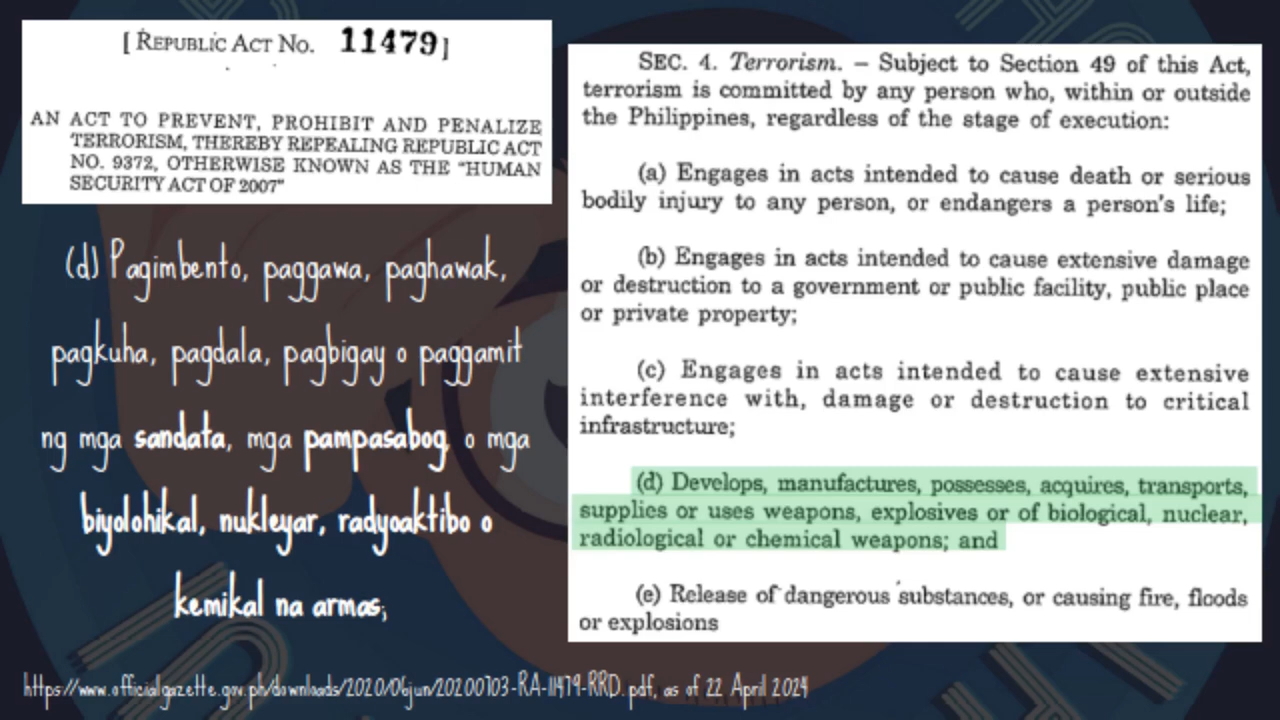 [ REPUBLIC ACT NO. 11479 ]
AN ACT TO PREVENT, PROHIBIT AND PENALIZE
TERRORISM, THEREBY REPEALING REPUBLIC ACT
NO. 9372, OTHERWISE KNOWN AS THE "HUMAN
SECURITY ACT OF 2007"
(d) Pagimbento, paggawa, paghawak,
pagkuha, pagdala, pagbigay o paggamit
ng mga sandata, mga pampasabog, o mga
biyolohikal, nukleyar, radyoaktibo o
kemikal na armas;
SEC. 4. Terrorism. – Subject to Section 49 of this Act,
terrorism is committed by any person who, within or outside
the Philippines, regardless of the stage of execution:
(a) Engages in acts intended to cause death or serious
bodily injury to any person, or endangers a person's life;
(b) Engages in acts intended to cause extensive damage
or destruction to a government or public facility, public place
or private property;
(c) Engages in acts intended to cause extensive
interference with, damage or destruction to critical
infrastructure;
(d) Develops, manufactures, possesses, acquires, transports,
supplies or uses weapons, explosives or of biological, nuclear,
radiological or chemical weapons; and
(e) Release of dangerous substances, or causing fire, floods
or explosions
https://www.officialgazette.gov.ph/downloads/2020/06jun/20200703-RA-11479-RRD.pdf, as of 22 April 2024